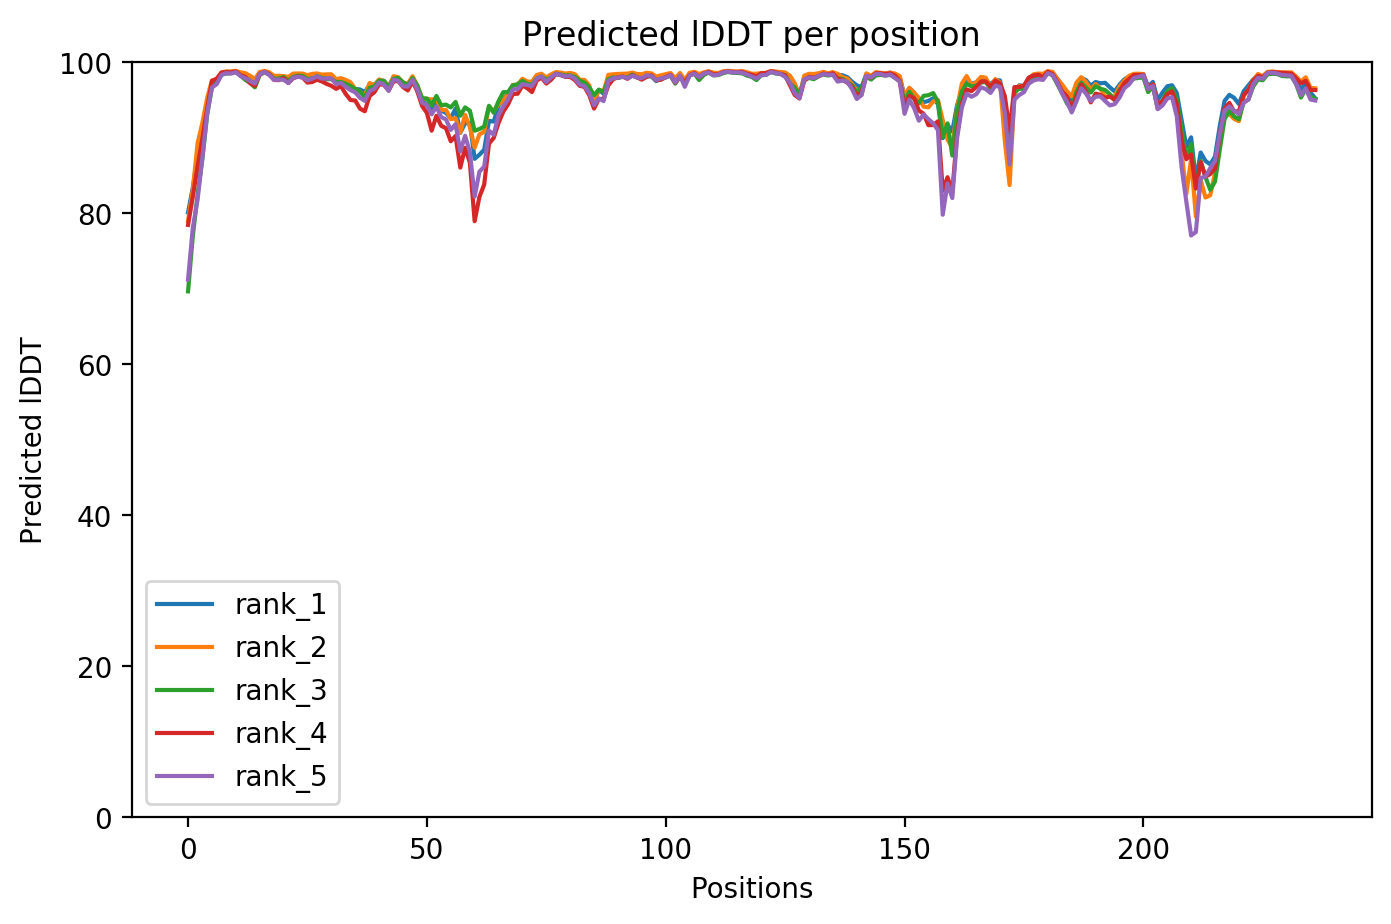 Predicted lDDT per position
Predicted lDDT
100
80
60
40
20
0
rank_1
rank_2
rank_3
rank_4
rank_5
0 50 100 150 200
Positions